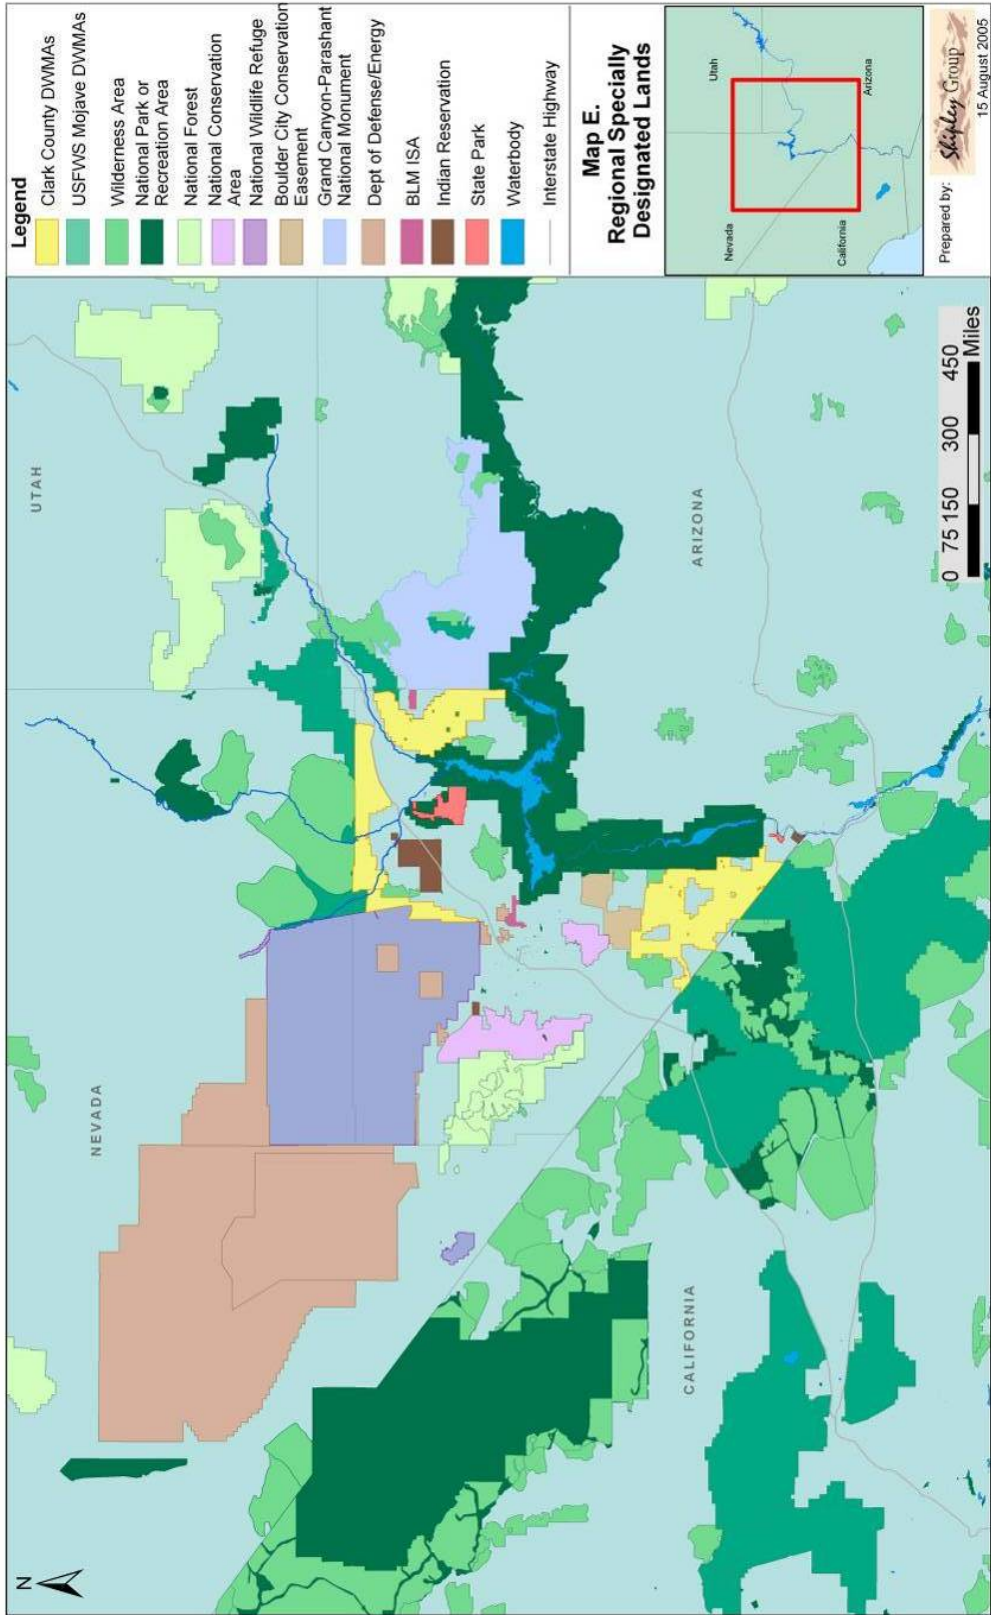 Legend
Clark County DWMAs
USFWS Mojave DWMAs
Wilderness Area
National Park or
Recreation Area
National Forest
National Conservation
Area
National Wildlife Refuge
Boulder City Conservation
Easement
Grand Canyon-Parashant
National Monument
Dept of Defense/Energy
BLM ISA
Indian Reservation
State Park
Waterbody
Interstate Highway
Map E.
Regional Specially
Designated Lands
Nevada
Utah
California
Arizona
Prepared by:
Shipley Group
15 August 2005
N
NEVADA
UTAH
CALIFORNIA
ARIZONA
0 75 150 300 450
Miles